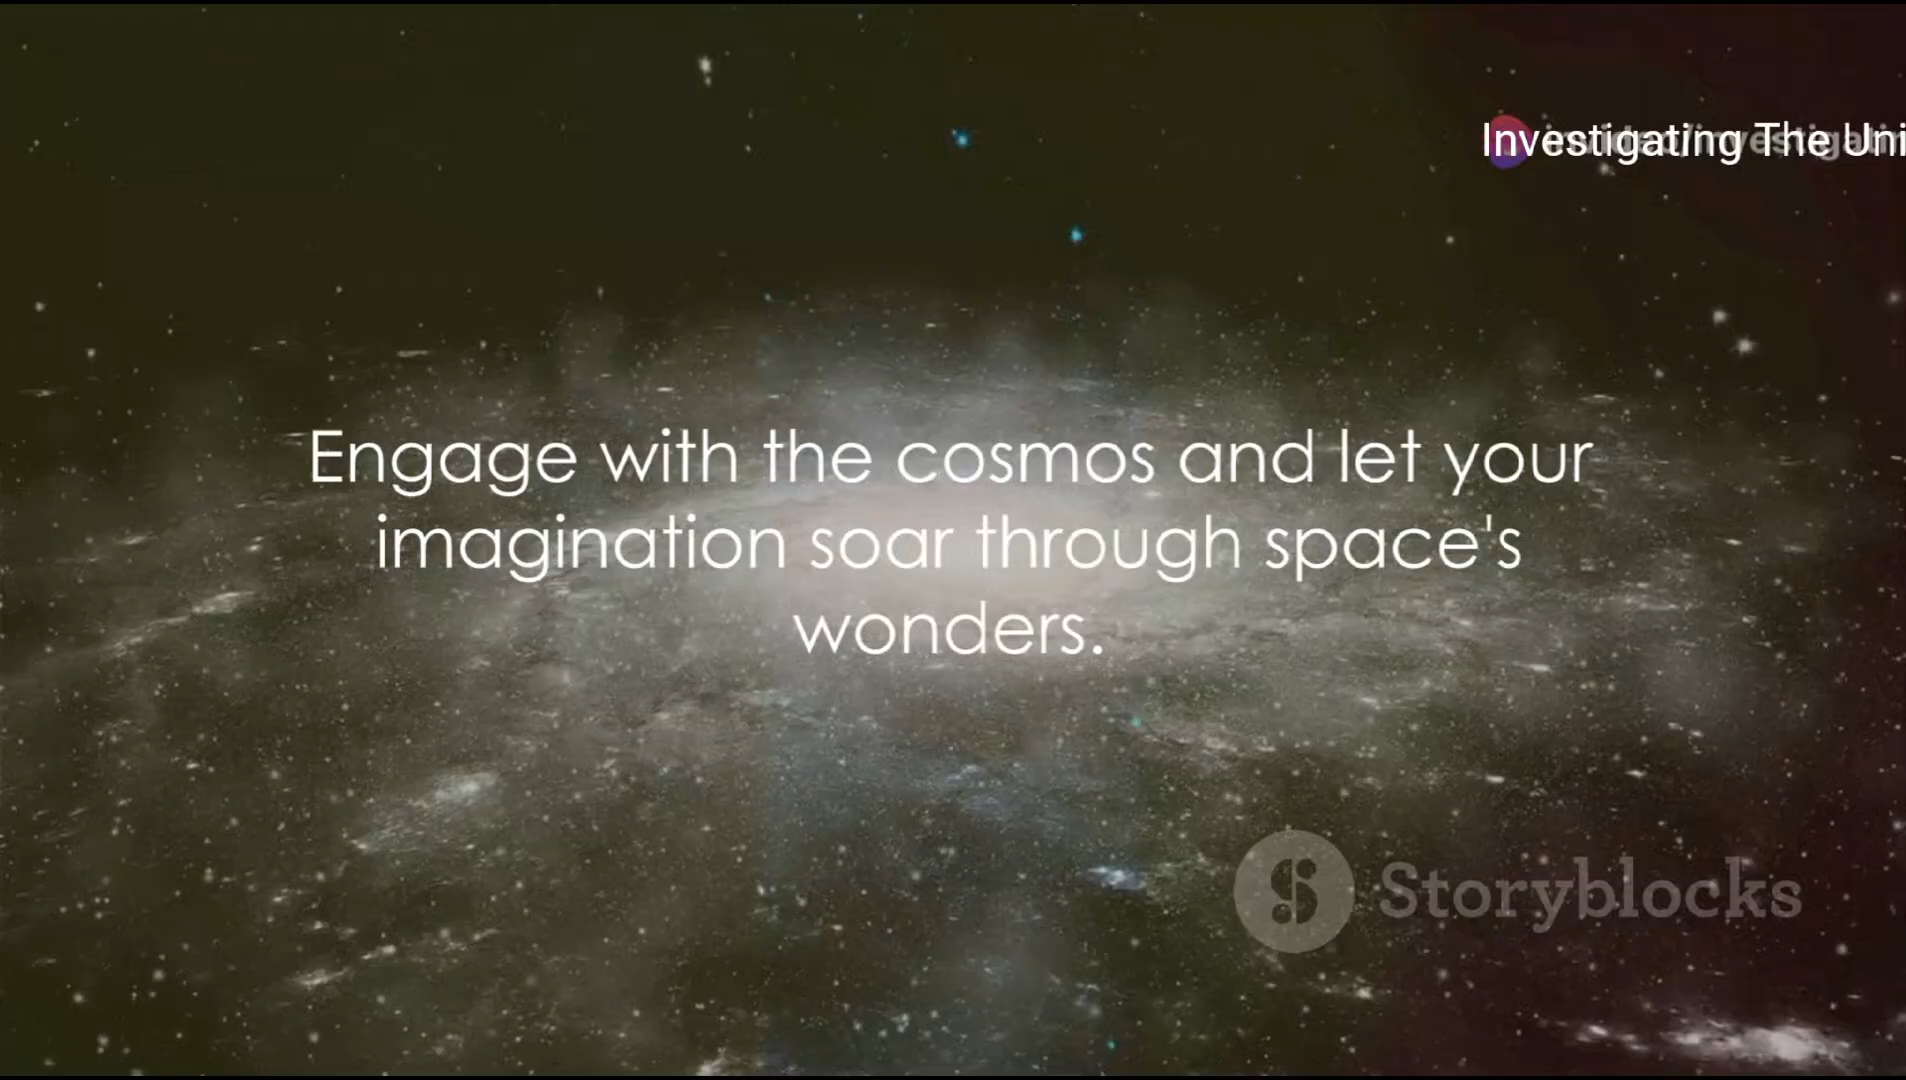 Investigating The Uni
Engage with the cosmos and let your
imagination soar through space's
wonders.
Storyblocks